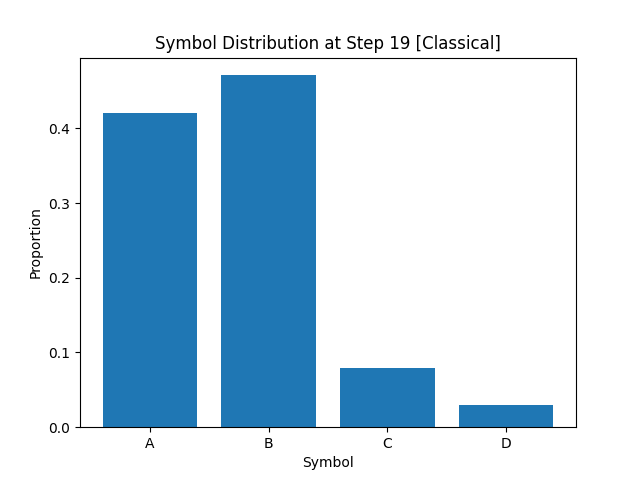 Symbol Distribution at Step 19 [Classical]
Proportion
0.4
0.3
0.2
0.1
0.0
A B C D
Symbol